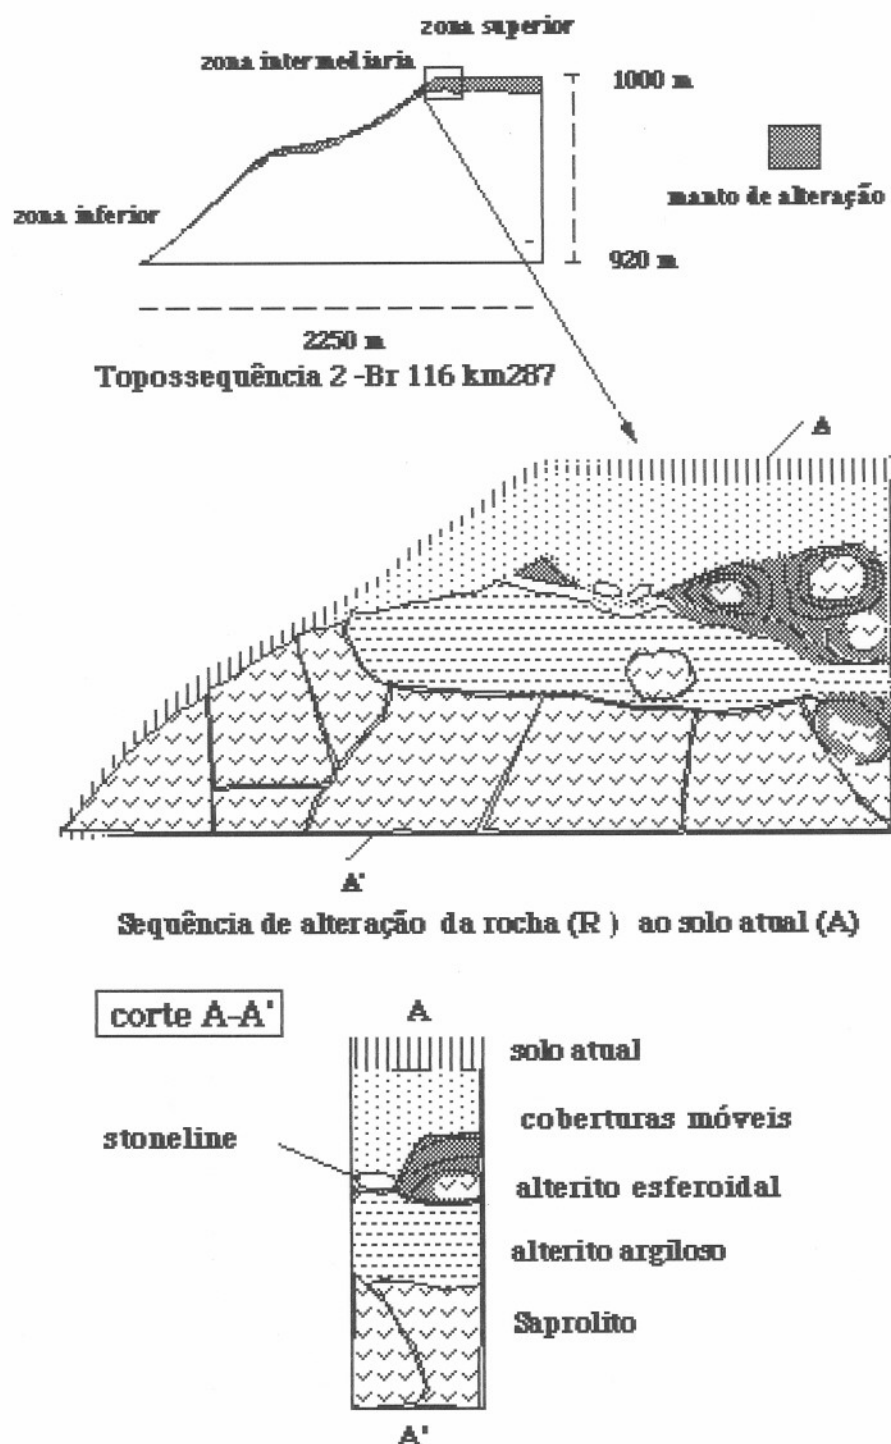 zona superior
zona intermediaria
1000 m
manto de alteração
zona inferior
920 m
2250 m
Topossequência 2 -Br 116 km287
A
A'
Sequência de alteração da rocha (R ) ao solo atual (A)
corte A-A'
A
solo atual
coberturas móveis
stoneline
alterito esferoidal
alterito argiloso
Saprolito
A'